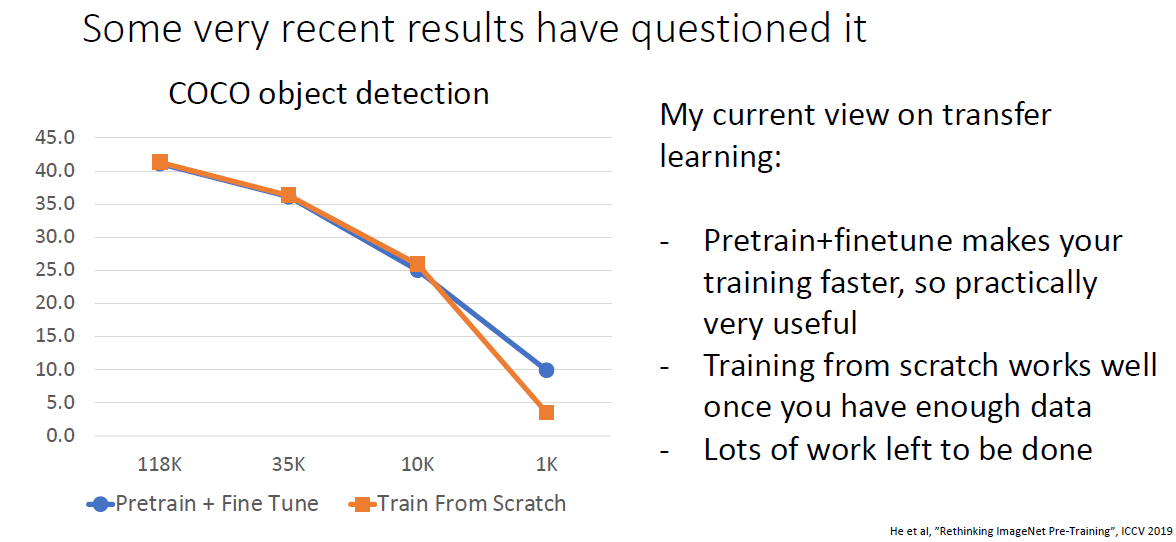 Some very recent results have questioned it
COCO object detection
45.0
40.0
35.0
30.0
25.0
20.0
15.0
10.0
5.0
0.0
118K 35K 10K 1K
Pretrain + Fine Tune Train From Scratch
My current view on transfer
learning:
- Pretrain+finetune makes your
training faster, so practically
very useful
- Training from scratch works well
once you have enough data
- Lots of work left to be done
He et al, ”Rethinking ImageNet Pre-Training”, ICCV 2019